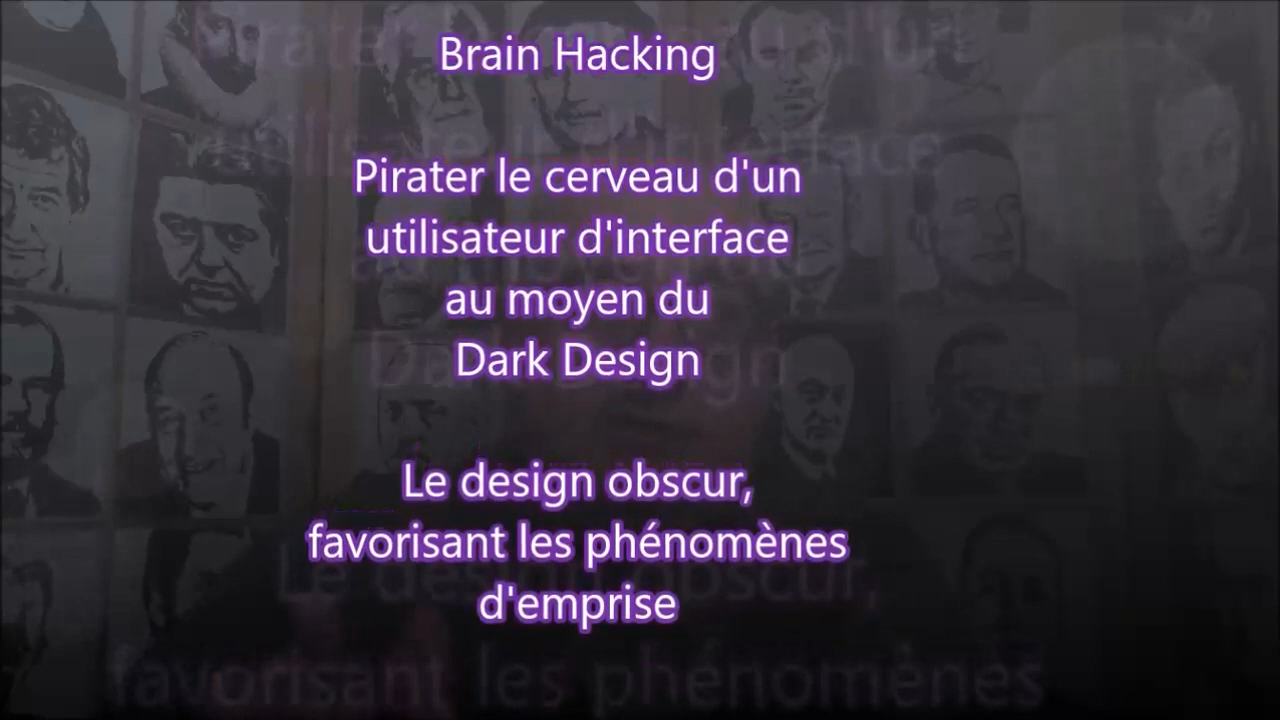 Brain Hacking
Pirater le cerveau d'un
utilisateur d'interface
au moyen du
Dark Design
Le design obscur,
favorisant les phénomènes
d'emprise